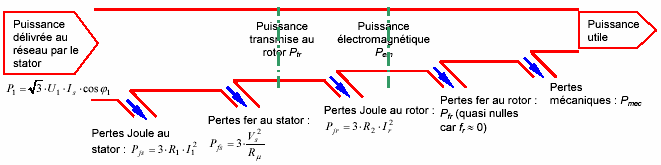 Puissance
délivrée au
réseau par le
stator
P₁ = √3·U₁·Iₛ·cosφ₁
Puissance
transmise au
rotor Ptr
Puissance
électromagnétique
Pem
Puissance
utile
Pertes Joule au
stator : Pjs = 3·R₁·I₁²
Pertes fer au stator :
Pfs = 3·Vs²/Rμ
Pertes Joule au rotor :
Pjr = 3·R₂·Ir²
Pertes fer au rotor :
Pfr (quasi nulles
car fr ≈ 0)
Pertes
mécaniques : Pmec